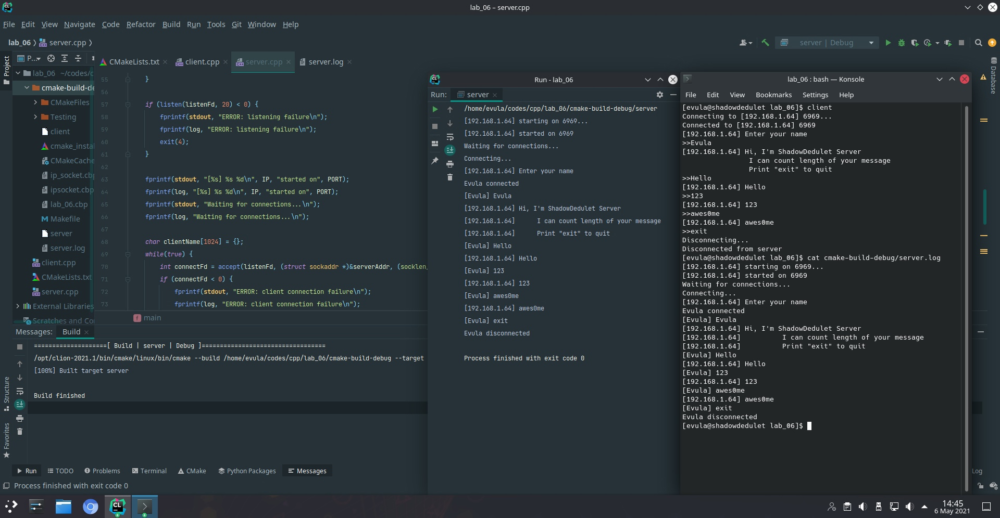 lab_06 – server.cpp
File Edit View Navigate Code Refactor Build Run Tools Git Window Help
lab_06 server.cpp
server | Debug
Project
P...
lab_06 ~/codes/c
cmake-build-de
CMakeFiles
Testing
client
cmake_insta
CMakeCache
ip_socket.cb
ipsocket.cbp
lab_06.cbp
Makefile
server
server.log
client.cpp
CMakeLists.txt
server.cpp
External Libraries
Scratches and Co
CMakeLists.txt client.cpp server.cpp server.log
55 }
56
57 if (listen(listenFd, 20) < 0) {
58 fprintf(stdout, "ERROR: listening failure\n");
59 fprintf(log, "ERROR: listening failure\n");
60 exit(4);
61 }
62
63 fprintf(stdout, "[%s] %s %d\n", IP, "started on", PORT);
64 fprintf(log, "[%s] %s %d\n", IP, "started on", PORT);
65 fprintf(stdout, "Waiting for connections...\n");
66 fprintf(log, "Waiting for connections...\n");
67
68 char clientName[1024] = {};
69 while(true) {
70 int connectFd = accept(listenFd, (struct sockaddr *)&serverAddr, (socklen_
71 if (connectFd < 0) {
72 fprintf(stdout, "ERROR: client connection failure\n");
73 fprintf(log, "ERROR: client connection failure\n");
f main
Messages: Build
====================[ Build | server | Debug ]==================================
/opt/clion-2021.1/bin/cmake/linux/bin/cmake --build /home/evula/codes/cpp/lab_06/cmake-build-debug --target
[100%] Built target server
Build finished
Structure
Favorites
Run - lab_06
Run: server
/home/evula/codes/cpp/lab_06/cmake-build-debug/server
[192.168.1.64] starting on 6969...
[192.168.1.64] started on 6969
Waiting for connections...
Connecting...
[192.168.1.64] Enter your name
Evula connected
[Evula] Evula
[192.168.1.64] Hi, I'm ShadowDedulet Server
[192.168.1.64] I can count length of your message
[192.168.1.64] Print "exit" to quit
[Evula] Hello
[192.168.1.64] Hello
[Evula] 123
[192.168.1.64] 123
[Evula] awes0me
[192.168.1.64] awes0me
[Evula] exit
Evula disconnected
Process finished with exit code 0
lab_06 : bash — Konsole
File Edit View Bookmarks Settings Help
[evula@shadowdedulet lab_06]$ client
Connecting to [192.168.1.64] 6969...
Connected to [192.168.1.64] 6969
[192.168.1.64] Enter your name
>>Evula
[192.168.1.64] Hi, I'm ShadowDedulet Server
I can count length of your message
Print "exit" to quit
>>Hello
[192.168.1.64] Hello
>>123
[192.168.1.64] 123
>>awes0me
[192.168.1.64] awes0me
>>exit
Disconnecting...
Disconnected from server
[evula@shadowdedulet lab_06]$ cat cmake-build-debug/server.log
[192.168.1.64] starting on 6969...
[192.168.1.64] started on 6969
Waiting for connections...
Connecting...
[192.168.1.64] Enter your name
Evula connected
[Evula] Evula
[192.168.1.64] Hi, I'm ShadowDedulet Server
[192.168.1.64] I can count length of your message
[192.168.1.64] Print "exit" to quit
[Evula] Hello
[192.168.1.64] Hello
[Evula] 123
[192.168.1.64] 123
[Evula] awes0me
[192.168.1.64] awes0me
[Evula] exit
Evula disconnected
[evula@shadowdedulet lab_06]$
Database
Run TODO Problems Terminal CMake Python Packages Messages
Log
Process finished with exit code 0
CL
14:45
6 May 2021